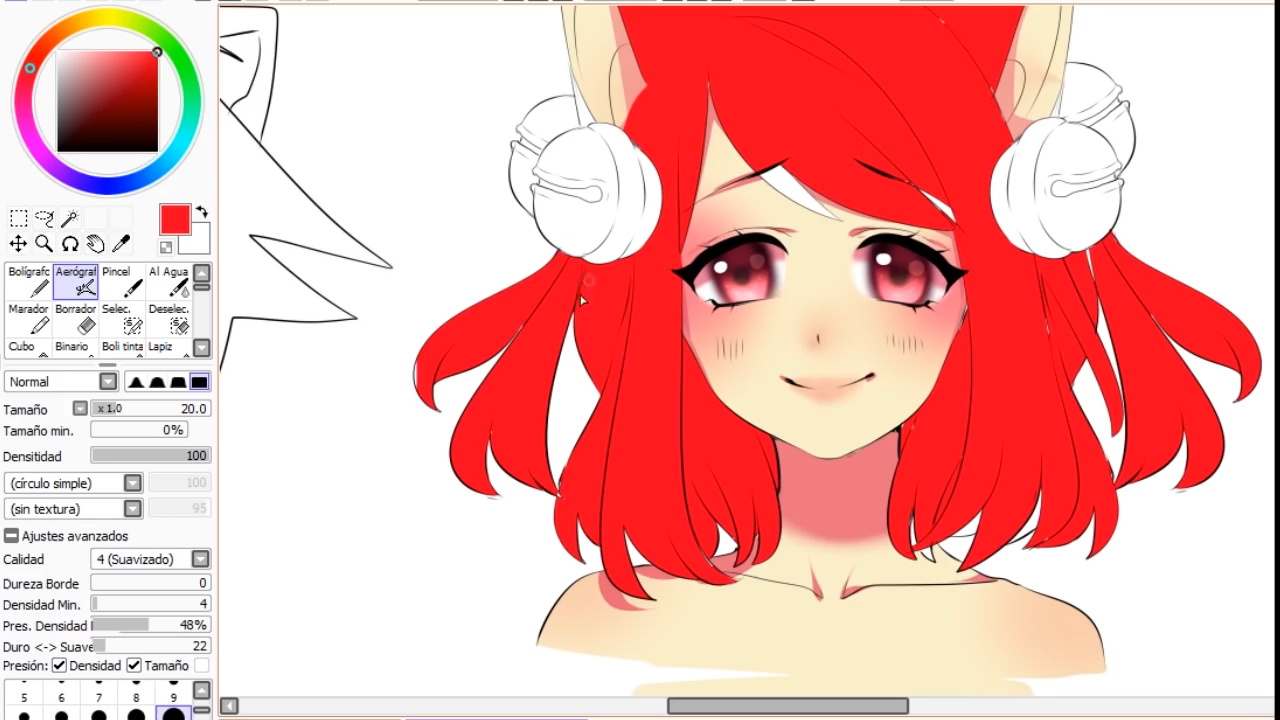 Bolígrafc Aerógraf Pincel Al Agua
Marador Borrador Selec. Deselec.
Cubo Binario Boli tinta Lapiz
Normal
Tamaño x 1.0 20.0
Tamaño min. 0%
Densitidad 100
(círculo simple) 100
(sin textura) 95
Ajustes avanzados
Calidad 4 (Suavizado)
Dureza Borde 0
Densidad Min. 4
Pres. Densidad 48%
Duro <-> Suave 22
Presión: Densidad Tamaño
5 6 7 8 9